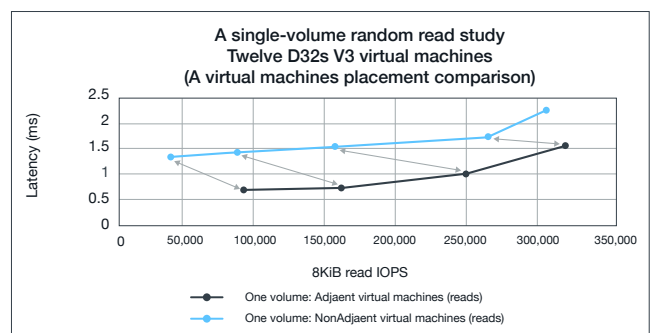 A single-volume random read study
Twelve D32s V3 virtual machines
(A virtual machines placement comparison)
2.5
2
1.5
1
0.5
0
Latency (ms)
0 50,000 100,000 150,000 200,000 250,000 300,000 350,000
8KiB read IOPS
One volume: Adjaent virtual machines (reads)
One volume: NonAdjaent virtual machines (reads)